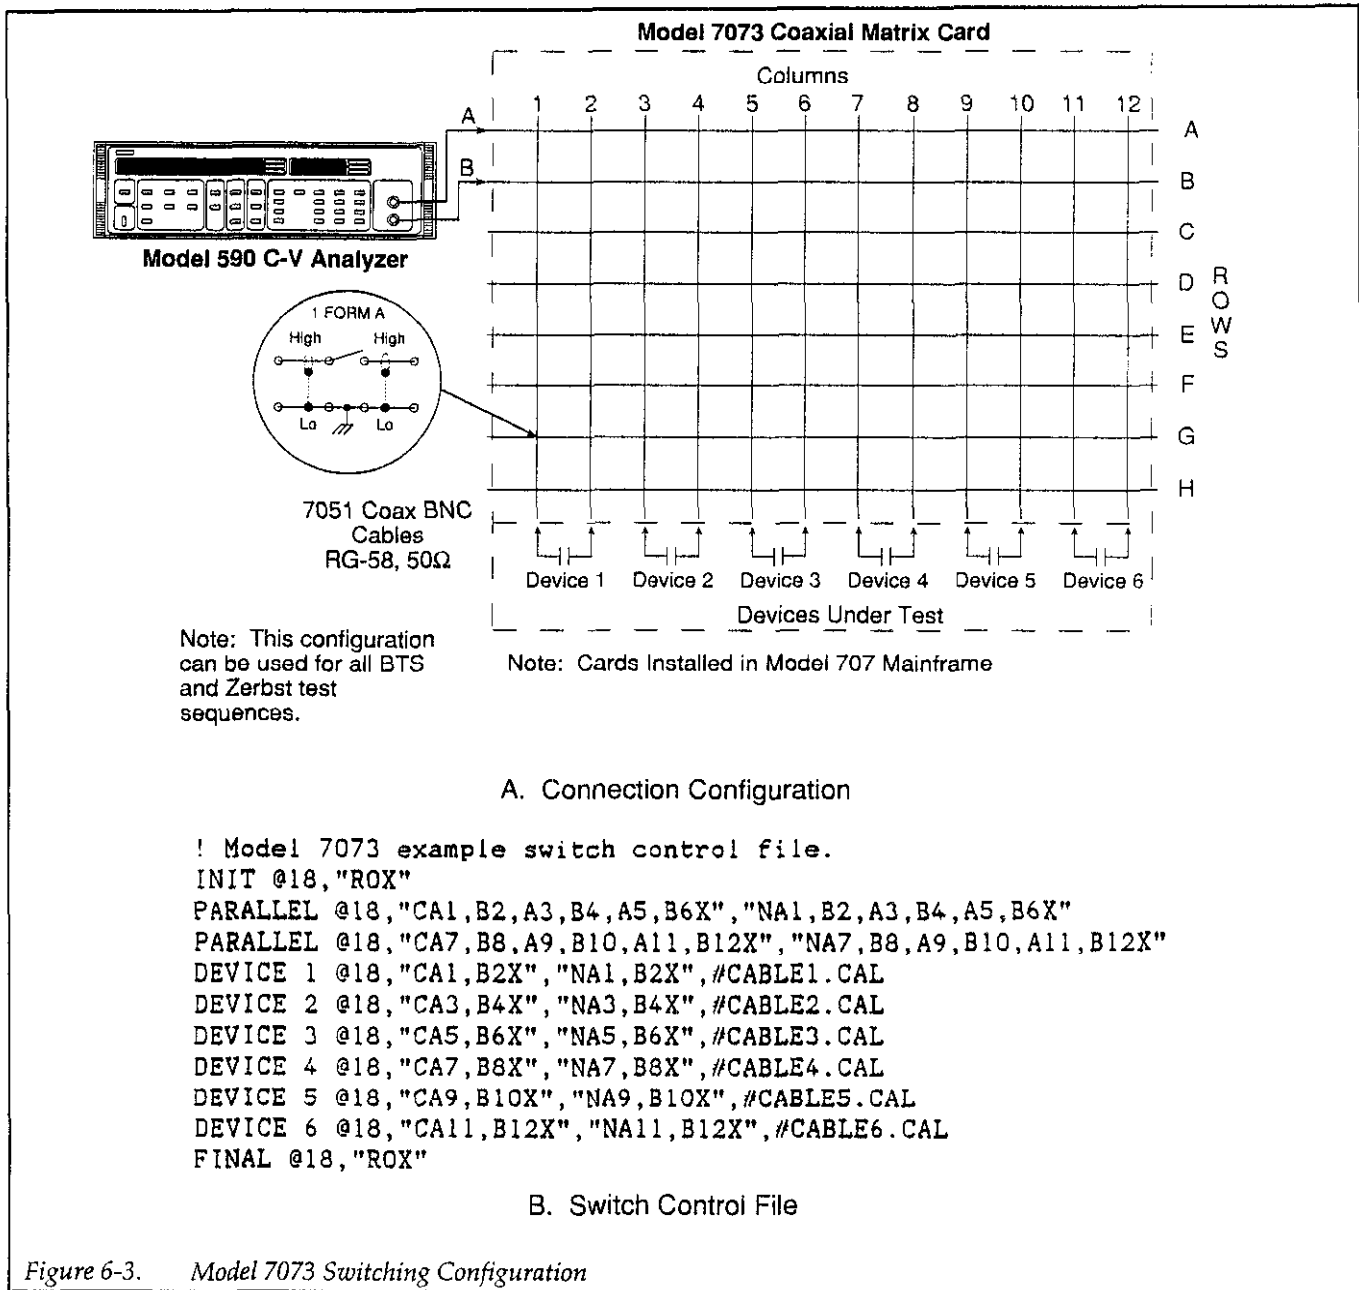 Model 7073 Coaxial Matrix Card
Columns
1 2 3 4 5 6 7 8 9 10 11 12
A
B
A
B
C
D
E
F
G
H
ROWS
Model 590 C-V Analyzer
1 FORM A
High High
Lo Lo
7051 Coax BNC
Cables
RG-58, 50Ω
Device 1 Device 2 Device 3 Device 4 Device 5 Device 6
Devices Under Test
Note: This configuration
can be used for all BTS
and Zerbst test
sequences.
Note: Cards Installed in Model 707 Mainframe
A. Connection Configuration
! Model 7073 example switch control file.
INIT @18,"ROX"
PARALLEL @18,"CA1,B2,A3,B4,A5,B6X","NA1,B2,A3,B4,A5,B6X"
PARALLEL @18,"CA7,B8,A9,B10,A11,B12X","NA7,B8,A9,B10,A11,B12X"
DEVICE 1 @18,"CA1,B2X","NA1,B2X",#CABLE1.CAL
DEVICE 2 @18,"CA3,B4X","NA3,B4X",#CABLE2.CAL
DEVICE 3 @18,"CA5,B6X","NA5,B6X",#CABLE3.CAL
DEVICE 4 @18,"CA7,B8X","NA7,B8X",#CABLE4.CAL
DEVICE 5 @18,"CA9,B10X","NA9,B10X",#CABLE5.CAL
DEVICE 6 @18,"CA11,B12X","NA11,B12X",#CABLE6.CAL
FINAL @18,"ROX"
B. Switch Control File
Figure 6-3. Model 7073 Switching Configuration